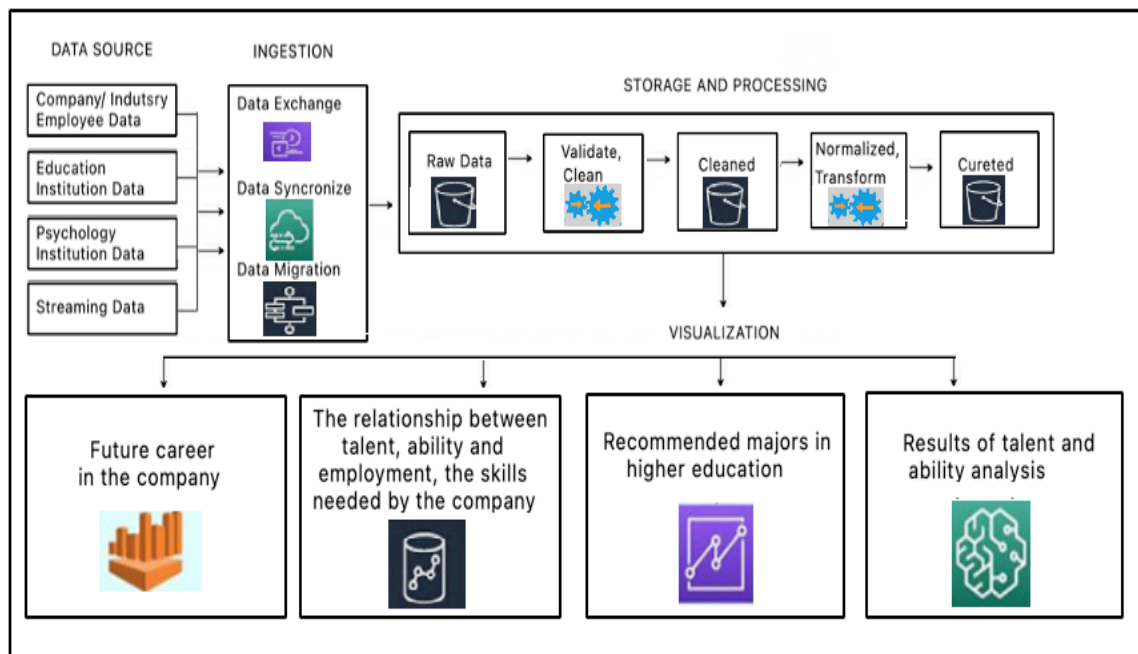 DATA SOURCE
Company/ Indutsry
Employee Data
Education
Institution Data
Psychology
Institution Data
Streaming Data
INGESTION
Data Exchange
Data Syncronize
Data Migration
STORAGE AND PROCESSING
Raw Data
Validate,
Clean
Cleaned
Normalized,
Transform
Cureted
VISUALIZATION
Future career
in the company
The relationship between
talent, ability and
employment, the skills
needed by the company
Recommended majors in
higher education
Results of talent and
ability analysis